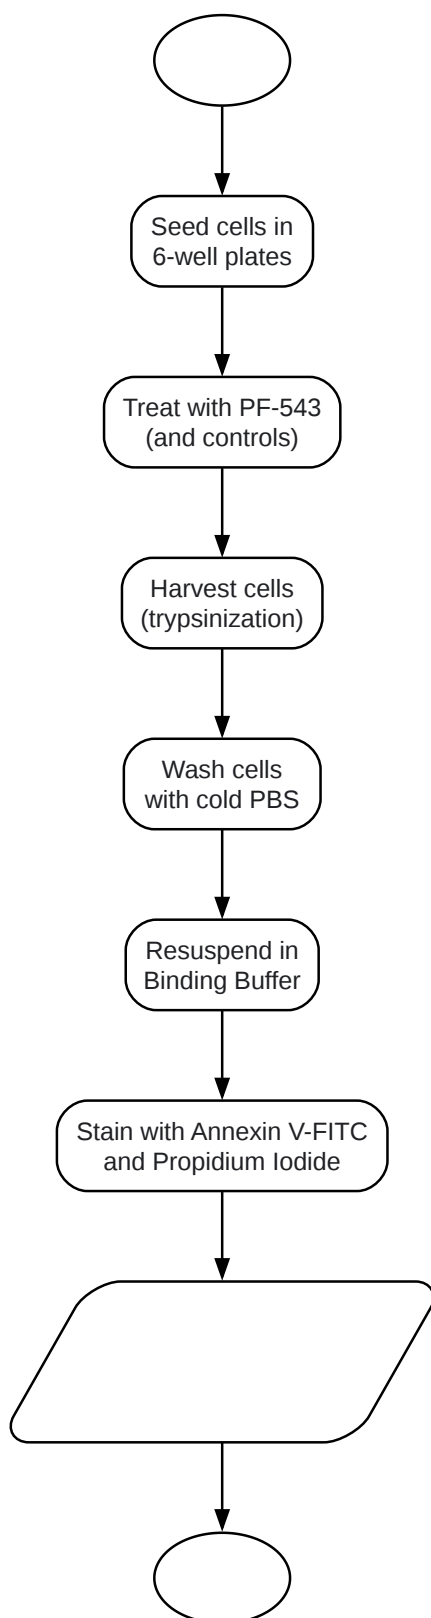 Seed cells in
6-well plates
Treat with PF-543
(and controls)
Harvest cells
(trypsinization)
Wash cells
with cold PBS
Resuspend in
Binding Buffer
Stain with Annexin V-FITC
and Propidium Iodide